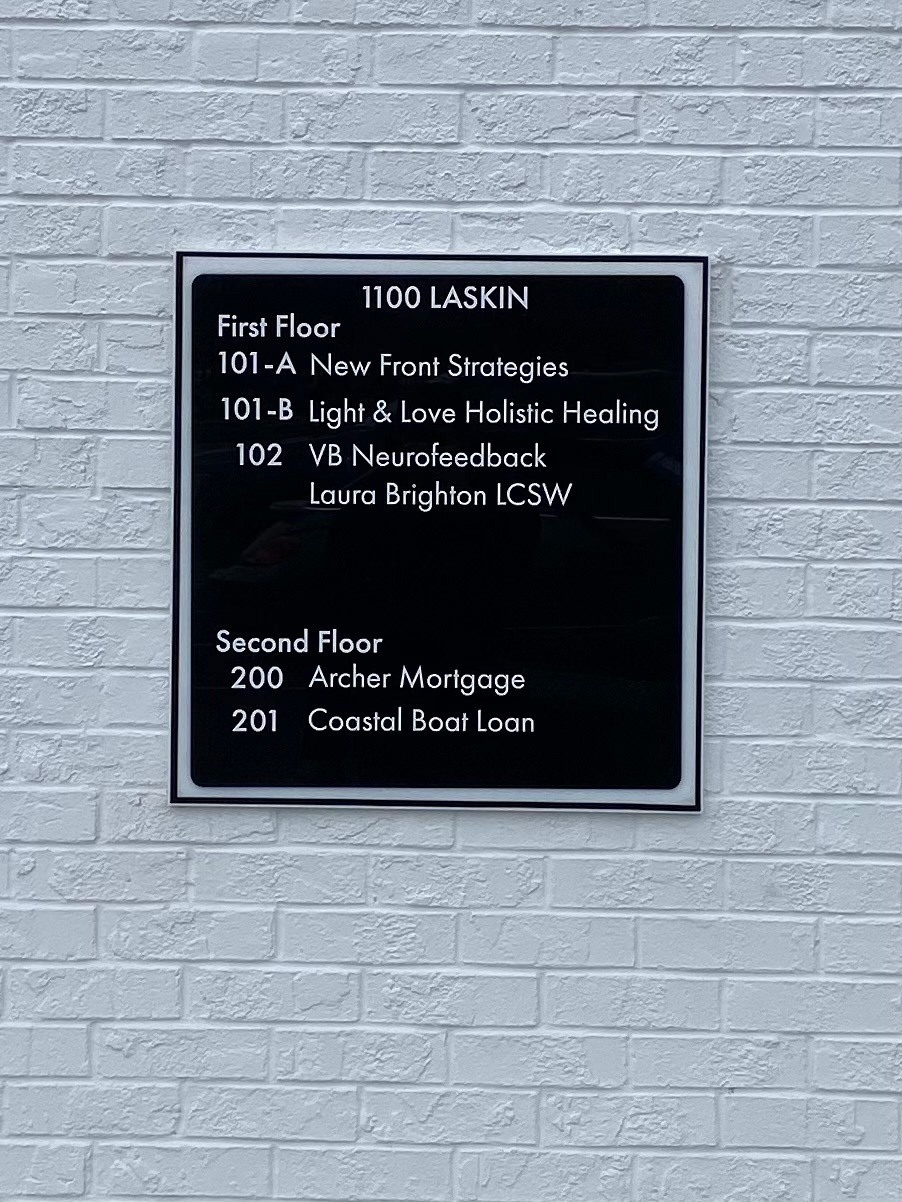 1100 LASKIN
First Floor
101-A New Front Strategies
101-B Light & Love Holistic Healing
102 VB Neurofeedback
Laura Brighton LCSW
Second Floor
200 Archer Mortgage
201 Coastal Boat Loan